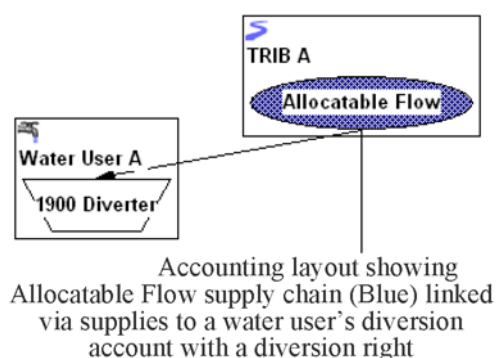 TRIB A
Allocatable Flow
Water User A
1900 Diverter
Accounting layout showing
Allocatable Flow supply chain (Blue) linked
via supplies to a water user's diversion
account with a diversion right